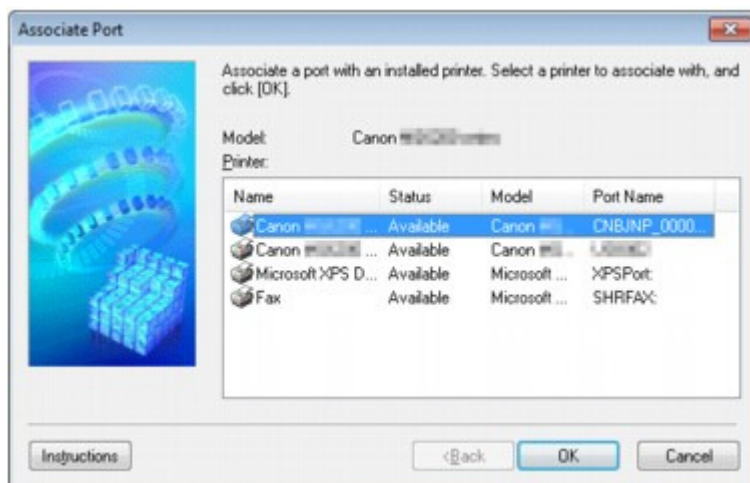 Associate Port
Associate a port with an installed printer. Select a printer to associate with, and
click [OK].
Model: Canon
Printer:
Name Status Model Port Name
Canon ... Available Canon CNBJNP_0000...
Canon ... Available Canon
Microsoft XPS D... Available Microsoft ... XPSPort:
Fax Available Microsoft ... SHRFAX:
Instructions <Back OK Cancel